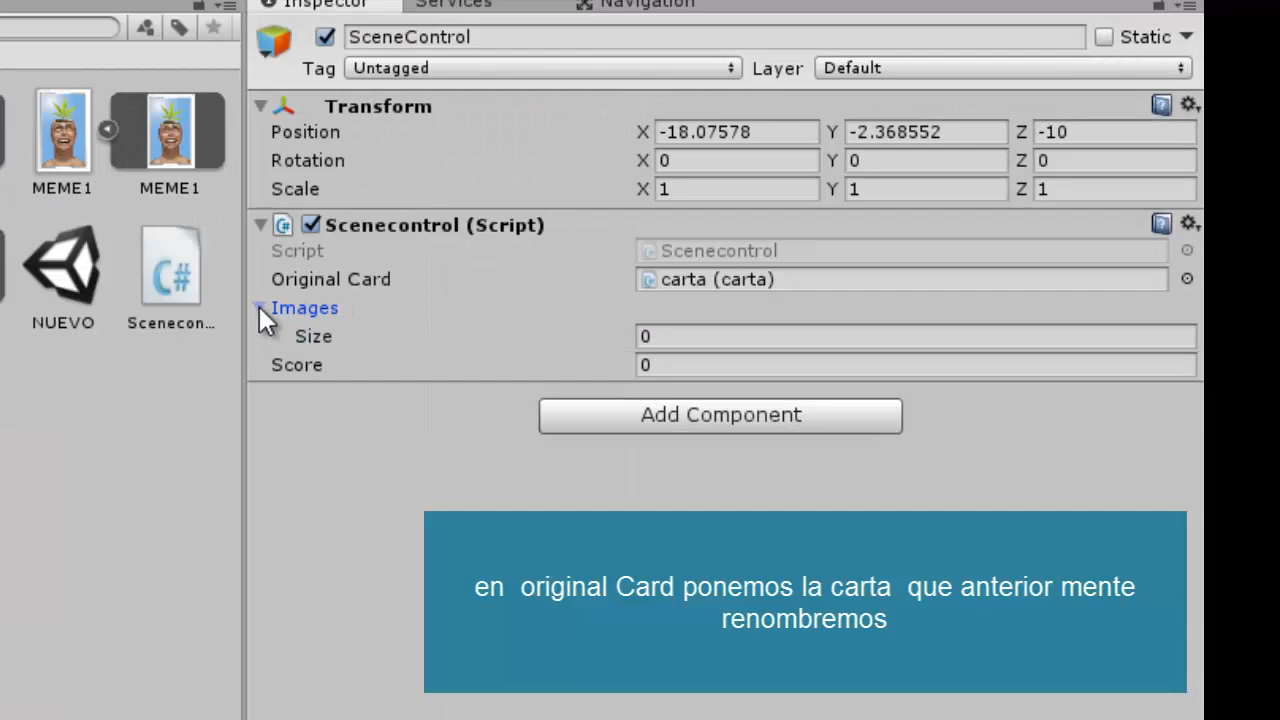 Inspector Services Navigation
SceneControl Static
Tag Untagged Layer Default
MEME1 MEME1
Transform
Position X -18.07578 Y -2.368552 Z -10
Rotation X 0 Y 0 Z 0
Scale X 1 Y 1 Z 1
NUEVO Scenecon...
C#
Scenecontrol (Script)
Script Scenecontrol
Original Card carta (carta)
Images
Size 0
Score 0
Add Component
en original Card ponemos la carta que anterior mente
renombremos